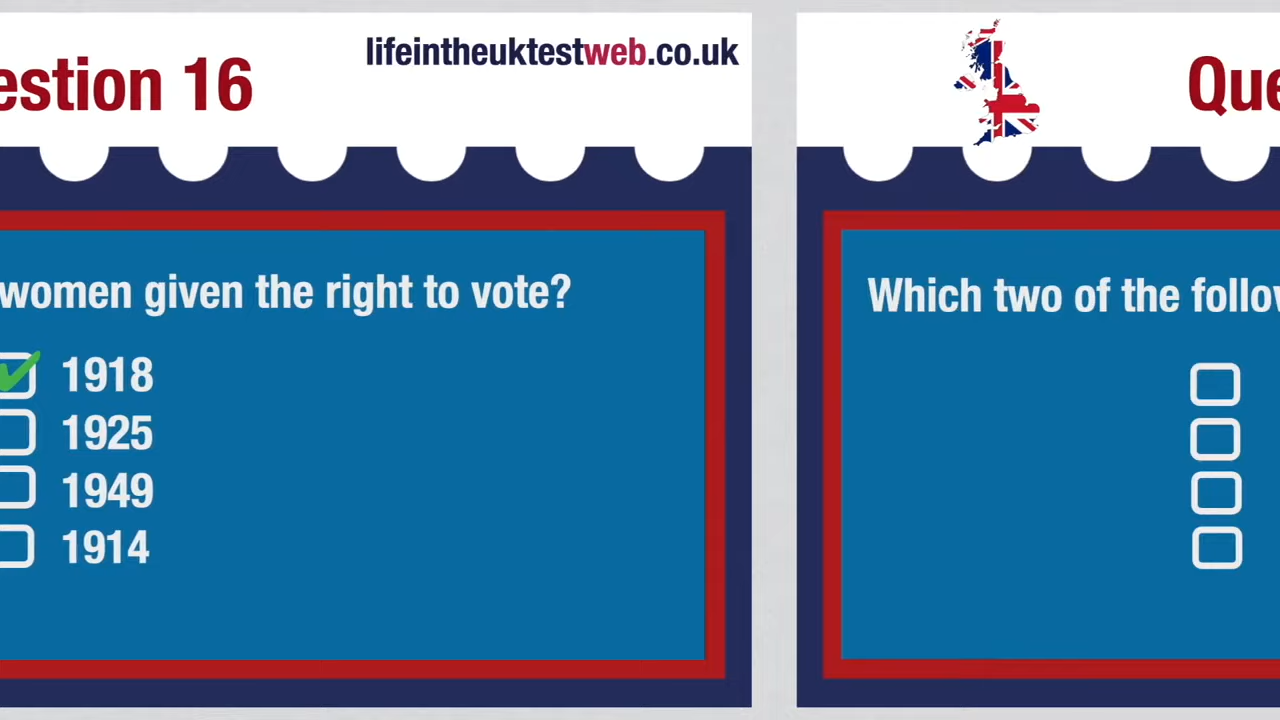 estion 16
lifeintheuktestweb.co.uk
women given the right to vote?
1918
1925
1949
1914
Que
Which two of the follo